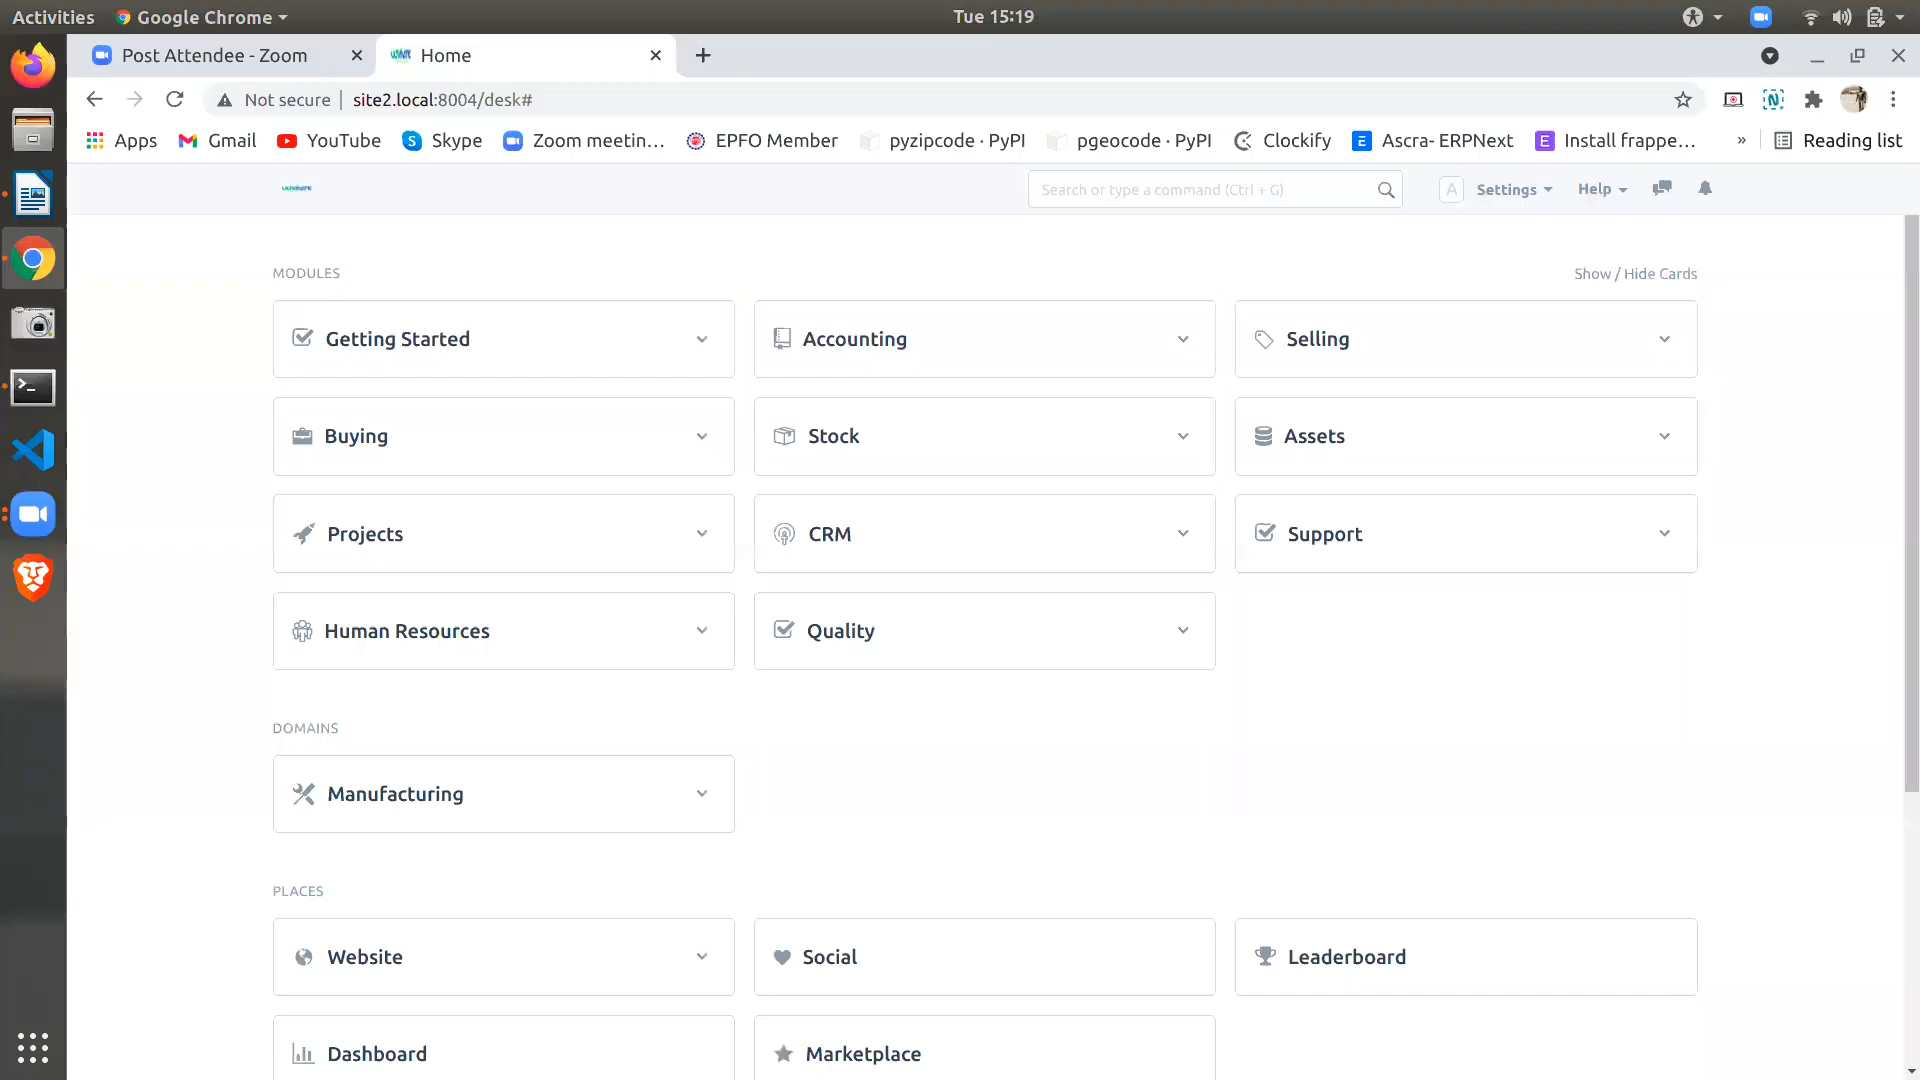 Activities Google Chrome Tue 15:19
Post Attendee - Zoom Home
Not secure site2.local:8004/desk#
Apps Gmail YouTube Skype Zoom meetin... EPFO Member pyzipcode · PyPI pgeocode · PyPI Clockify Ascra- ERPNext Install frappe... » Reading list
Search or type a command (Ctrl + G) A Settings Help
MODULES Show / Hide Cards
Getting Started Accounting Selling
Buying Stock Assets
Projects CRM Support
Human Resources Quality
DOMAINS
Manufacturing
PLACES
Website Social Leaderboard
Dashboard Marketplace